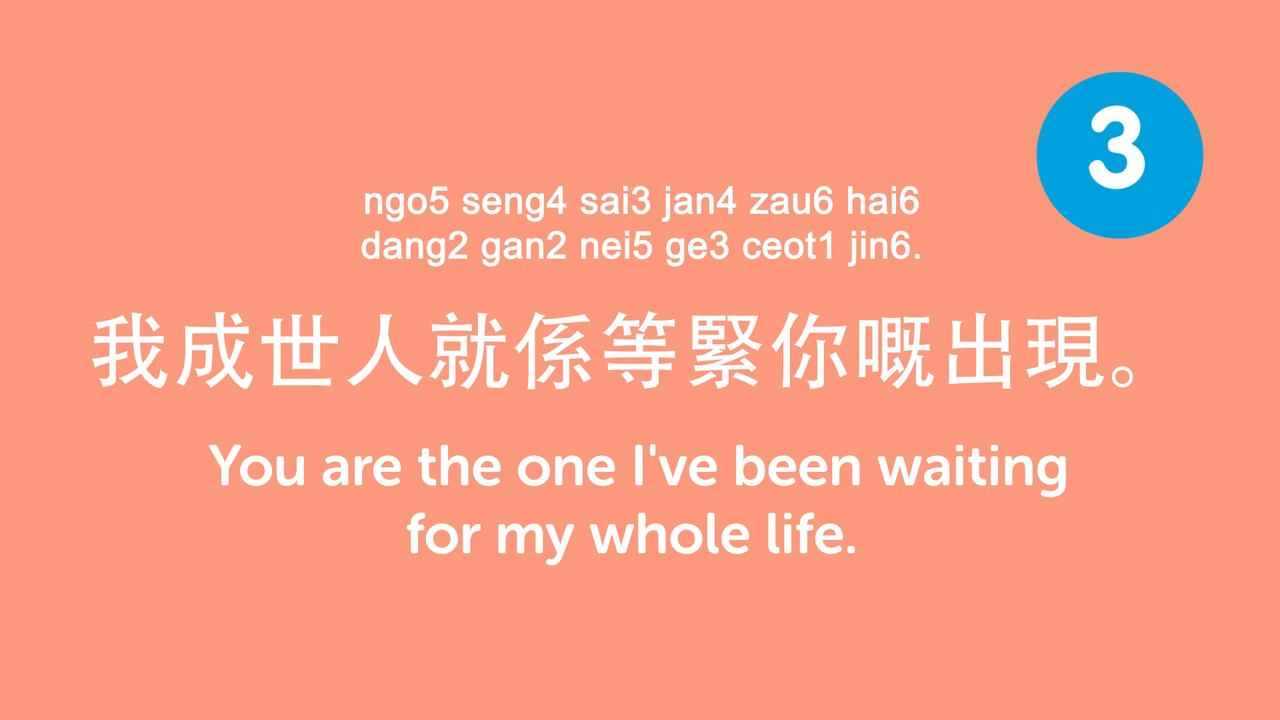 3
ngo5 seng4 sai3 jan4 zau6 hai6
dang2 gan2 nei5 ge3 ceot1 jin6.
我成世人就係等緊你嘅出現。
You are the one I've been waiting
for my whole life.